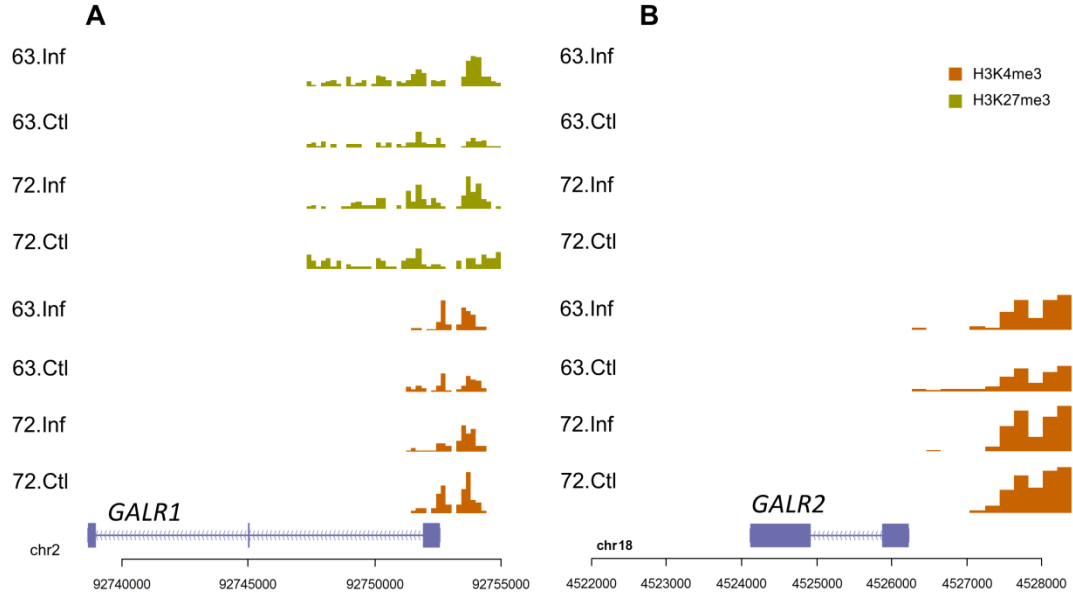 A
63.Inf
63.Ctl
72.Inf
72.Ctl
63.Inf
63.Ctl
72.Inf
72.Ctl
GALR1
chr2
92740000 92745000 92750000 92755000
B
63.Inf
63.Ctl
72.Inf
72.Ctl
63.Inf
63.Ctl
72.Inf
72.Ctl
H3K4me3
H3K27me3
GALR2
chr18
4522000 4523000 4524000 4525000 4526000 4527000 4528000